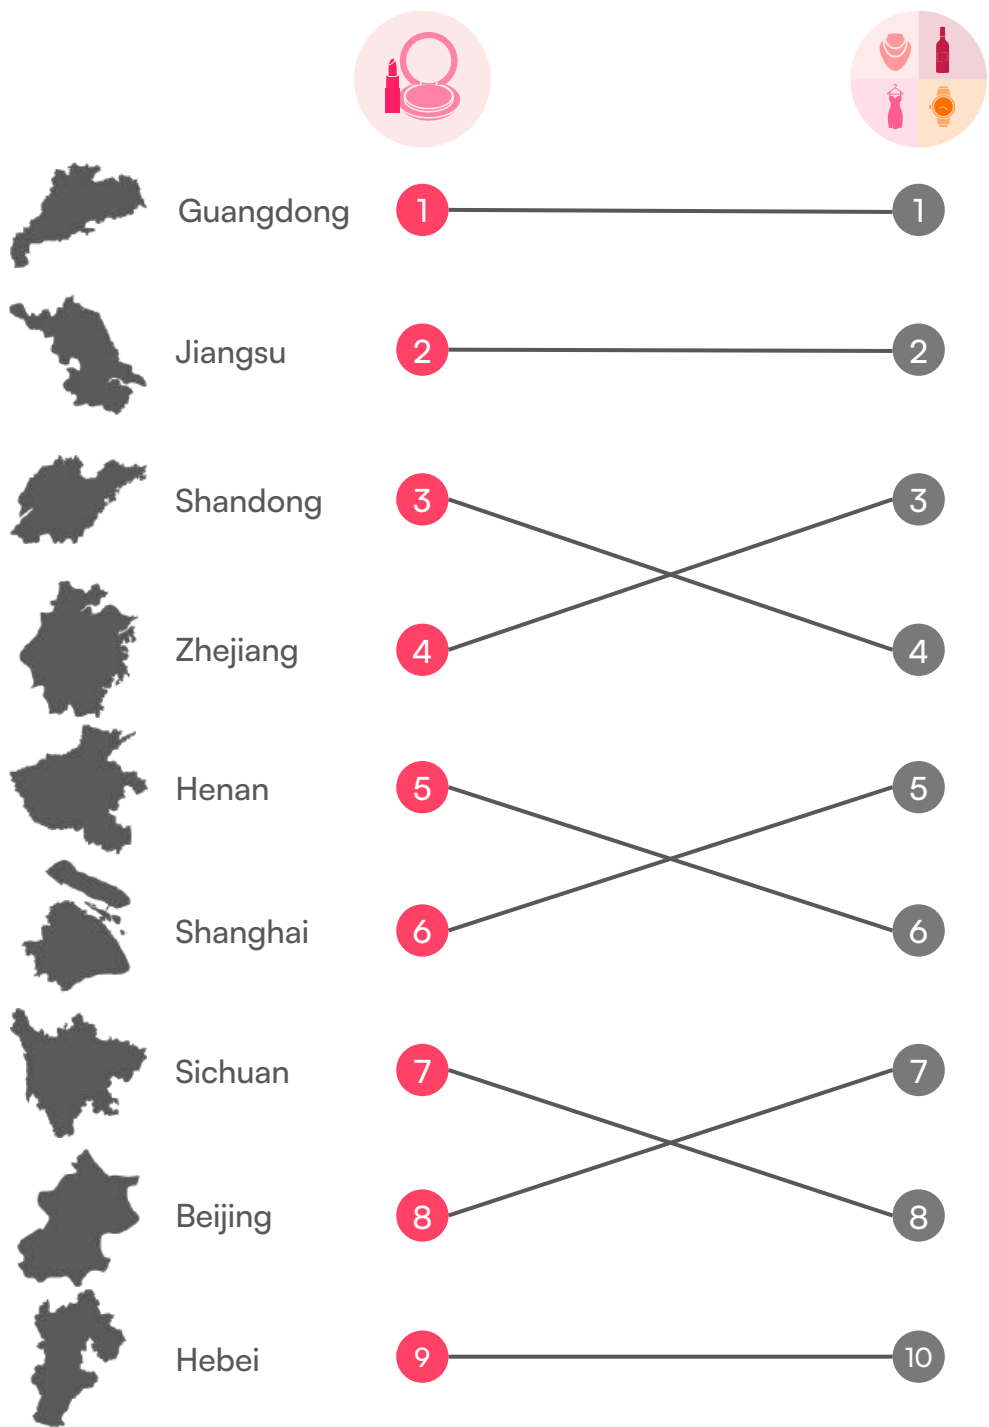 Guangdong 1 1
Jiangsu 2 2
Shandong 3 3
Zhejiang 4 4
Henan 5 5
Shanghai 6 6
Sichuan 7 7
Beijing 8 8
Hebei 9 10